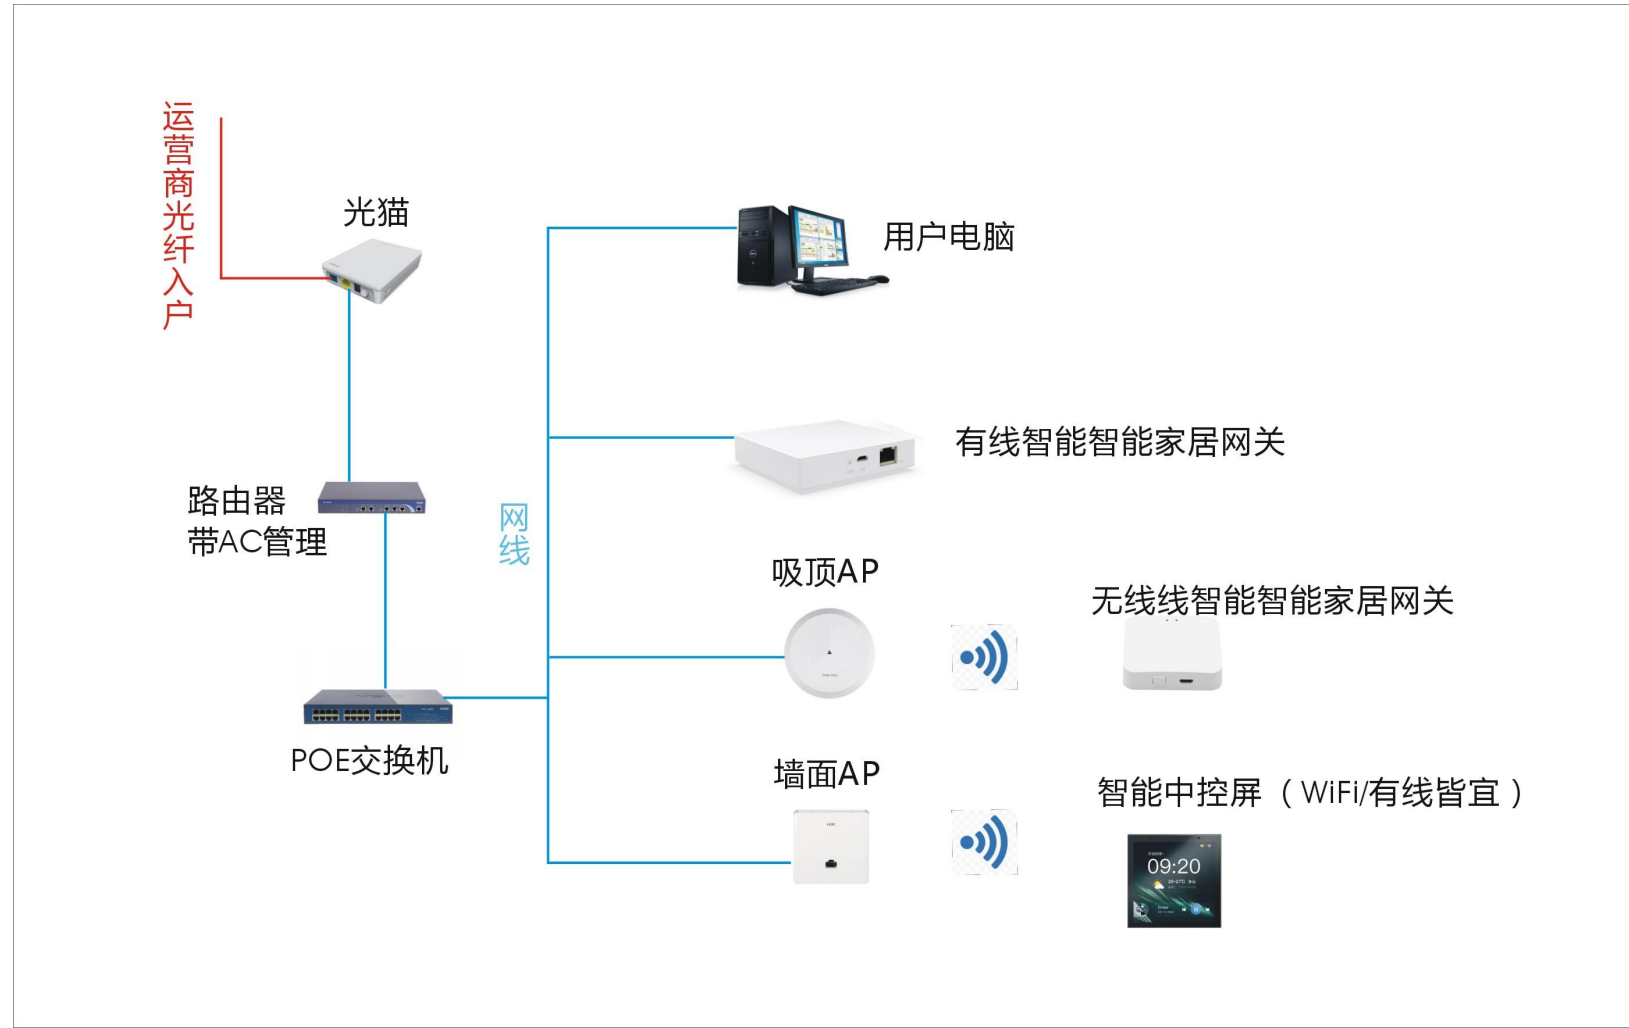 运营商光纤入户
光猫
用户电脑
有线智能智能家居网关
路由器
带AC管理
网线
吸顶AP
无线线智能智能家居网关
POE交换机
墙面AP
智能中控屏（WiFi/有线皆宜）
09:20